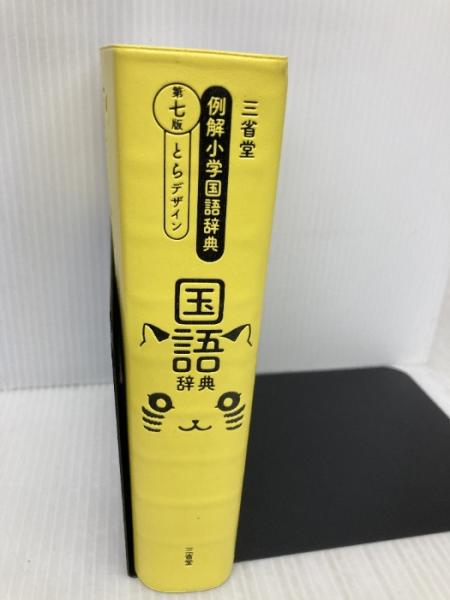 三省堂
例解小学国語辞典
第七版
とらデザイン
国語
辞典
三省堂